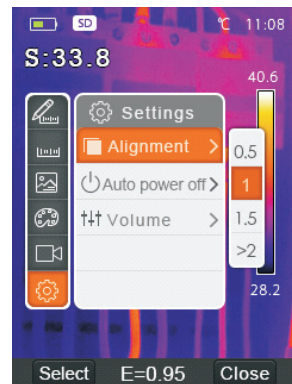 SD °C 11:08
S:33.8
40.6
Settings
Alignment >
Auto power off >
Volume >
0.5
1
1.5
>2
28.2
Select E=0.95 Close